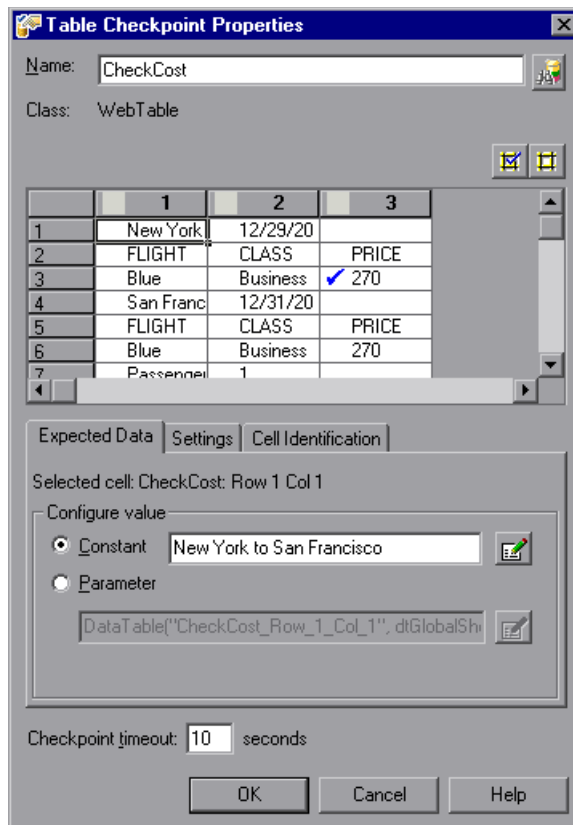 Table Checkpoint Properties
Name: CheckCost
Class: WebTable
1 2 3
1 New York 12/29/20
2 FLIGHT CLASS PRICE
3 Blue Business 270
4 San Franc 12/31/20
5 FLIGHT CLASS PRICE
6 Blue Business 270
7 Passenger 1
Expected Data Settings Cell Identification
Selected cell: CheckCost: Row 1 Col 1
Configure value
Constant New York to San Francisco
Parameter
DataTable("CheckCost_Row_1_Col_1", dtGlobalSh
Checkpoint timeout: 10 seconds
OK Cancel Help